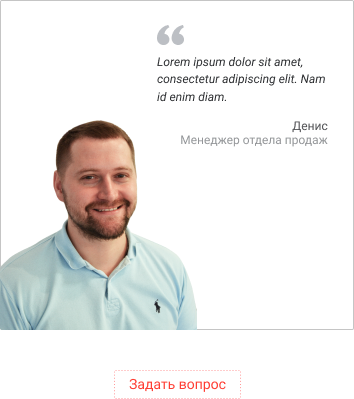 Lorem ipsum dolor sit amet,
consectetur adipiscing elit. Nam
id enim diam.
Денис
Менеджер отдела продаж
Задать вопрос